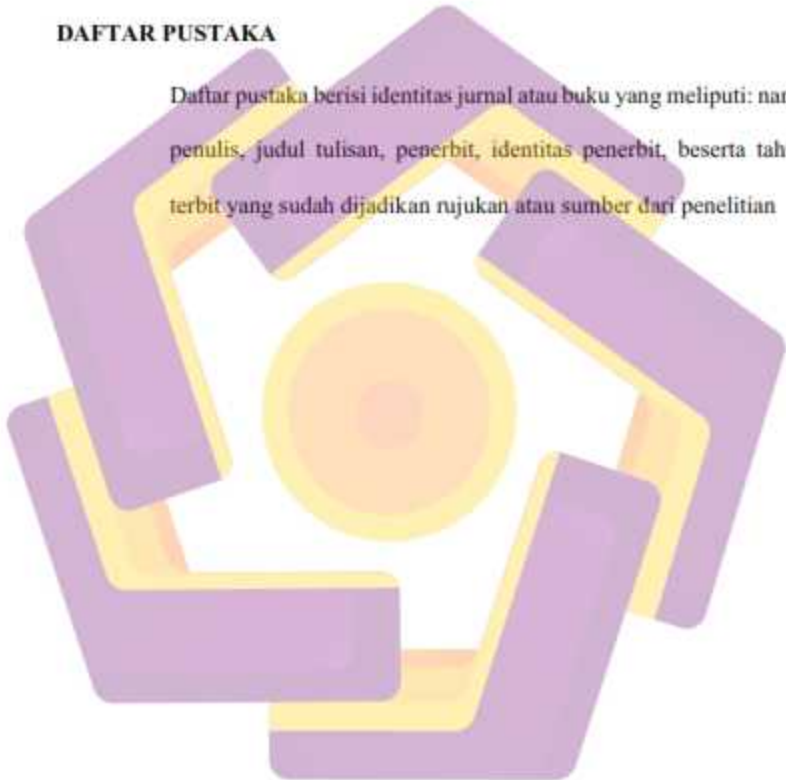 DAFTAR PUSTAKA
Daftar pustaka berisi identitas jurnal atau buku yang meliputi:
penulis, judul tulisan, penerbit, identitas penerbit, beserta
terbit yang sudah dijadikan rujukan atau sumber dari penelitian